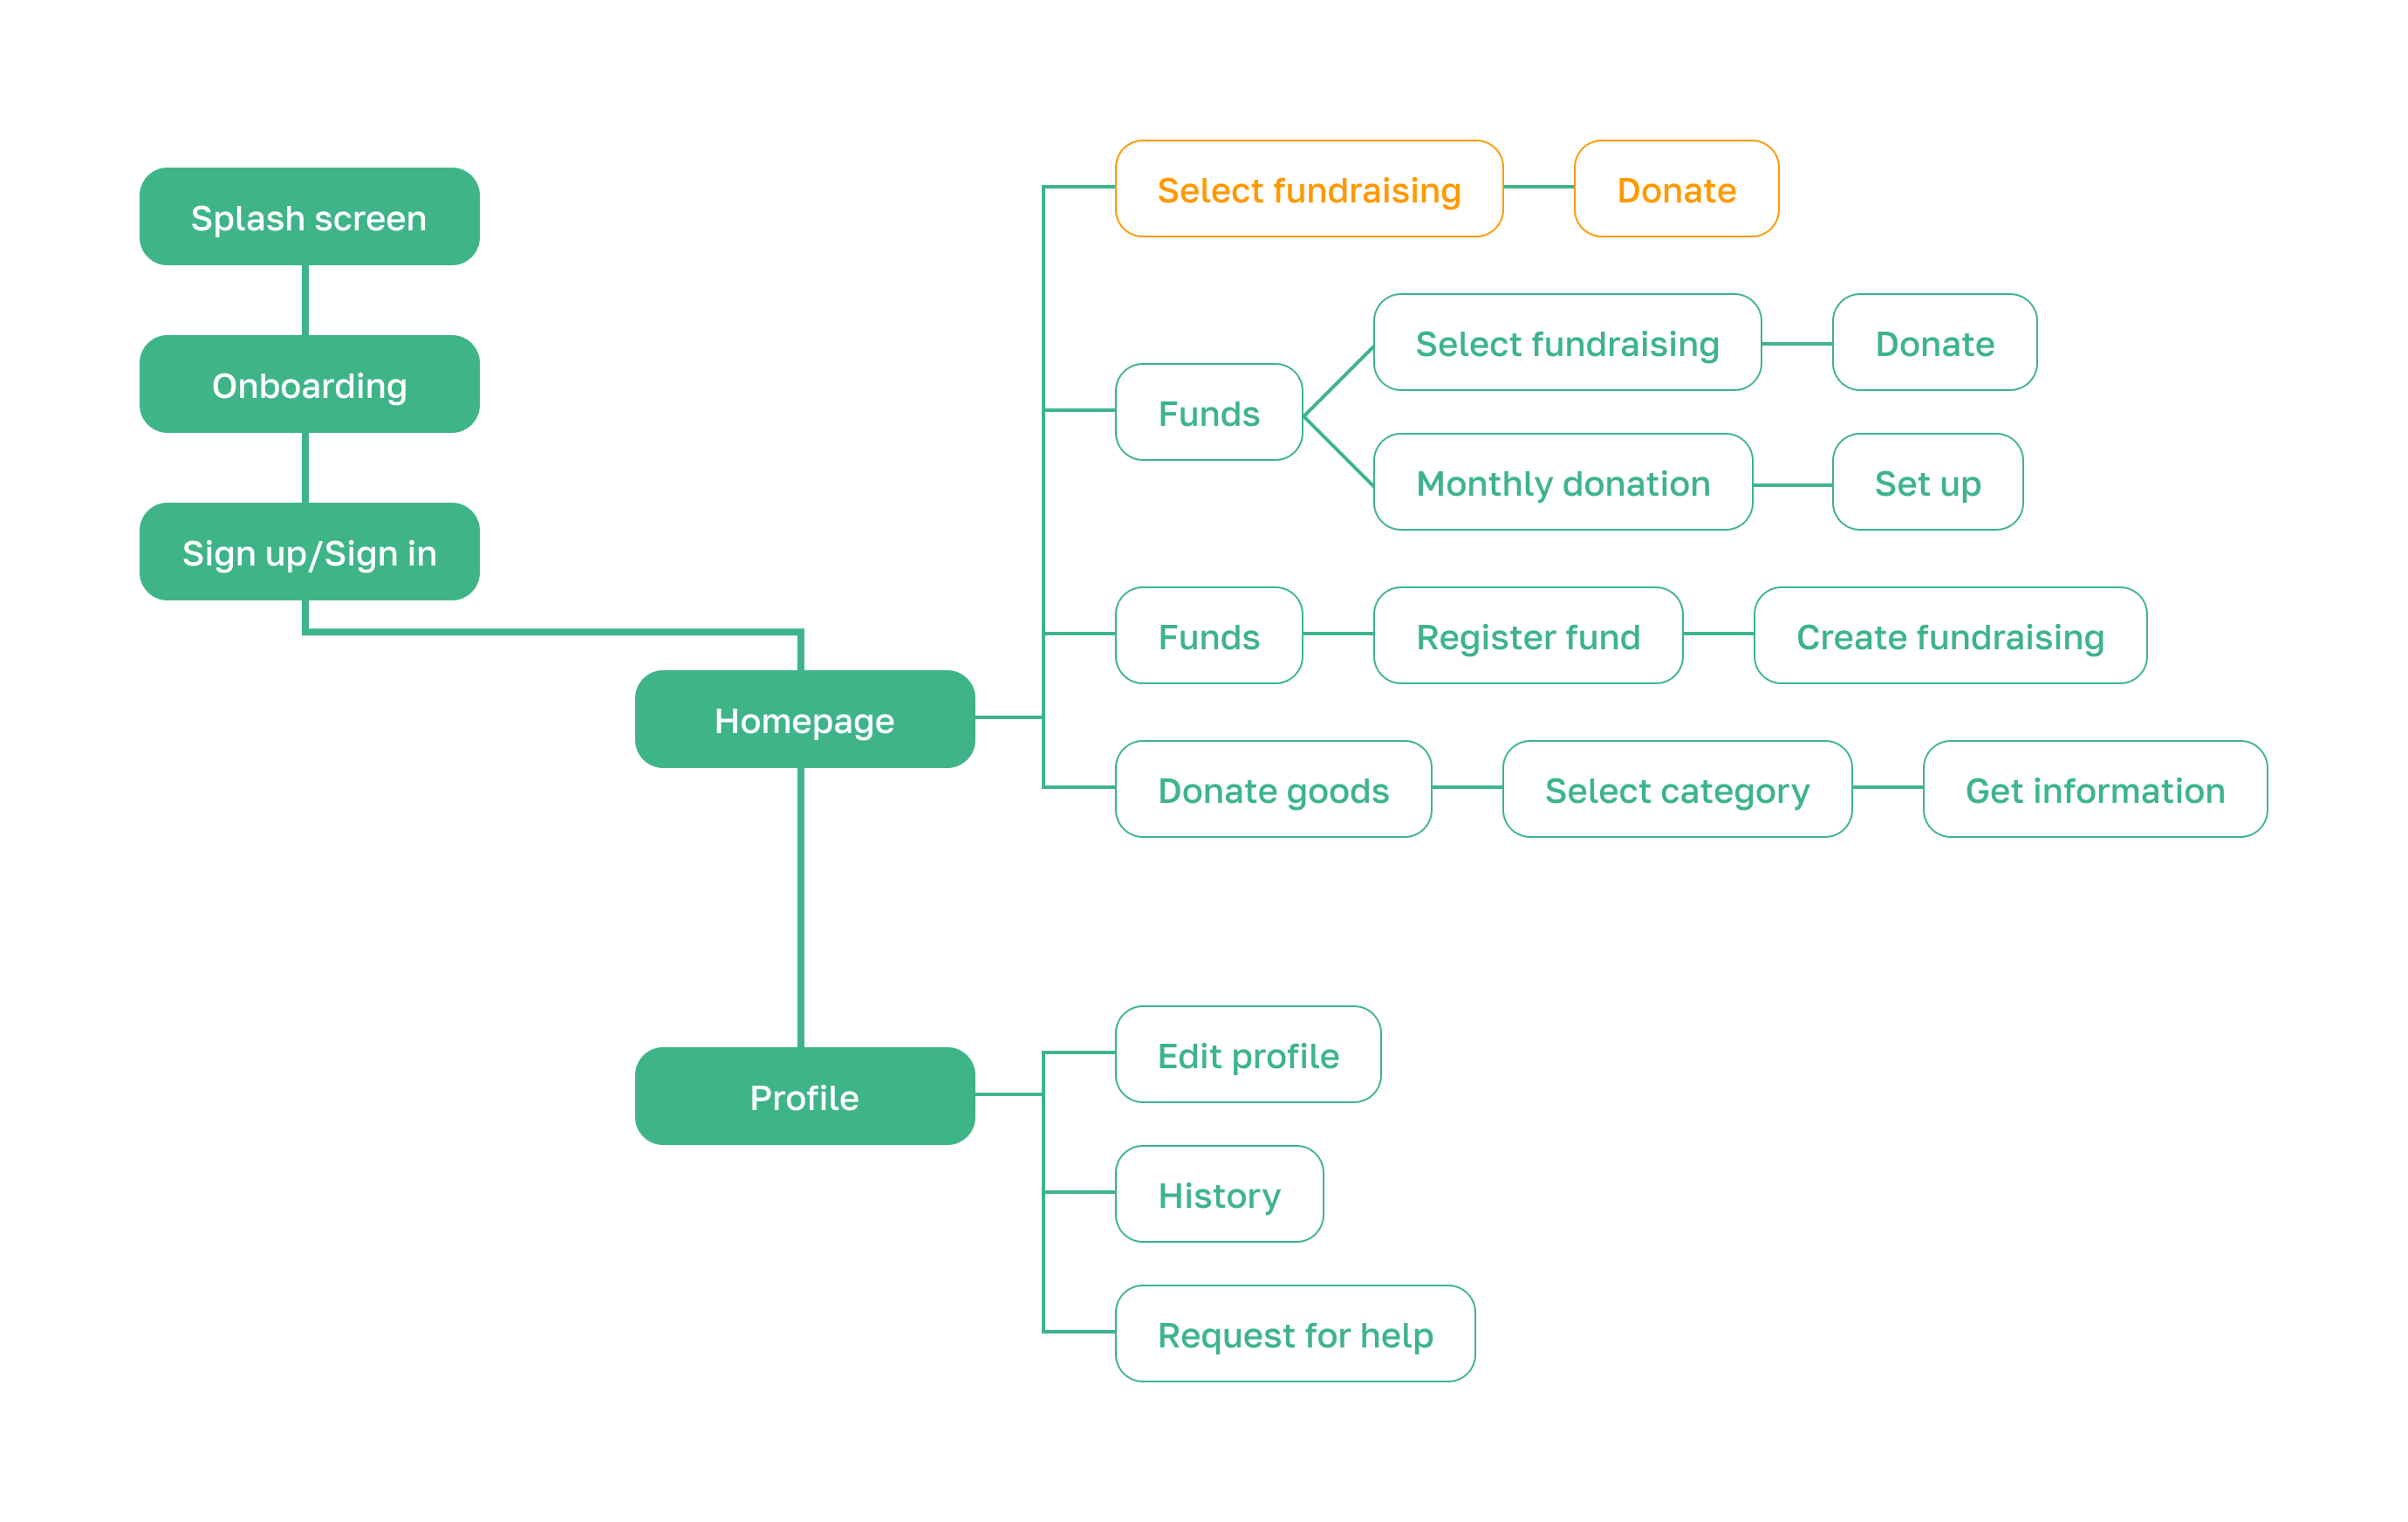 Splash screen
Onboarding
Sign up/Sign in
Homepage
Select fundraising
Donate
Funds
Select fundraising
Donate
Monthly donation
Set up
Funds
Register fund
Create fundraising
Donate goods
Select category
Get information
Profile
Edit profile
History
Request for help